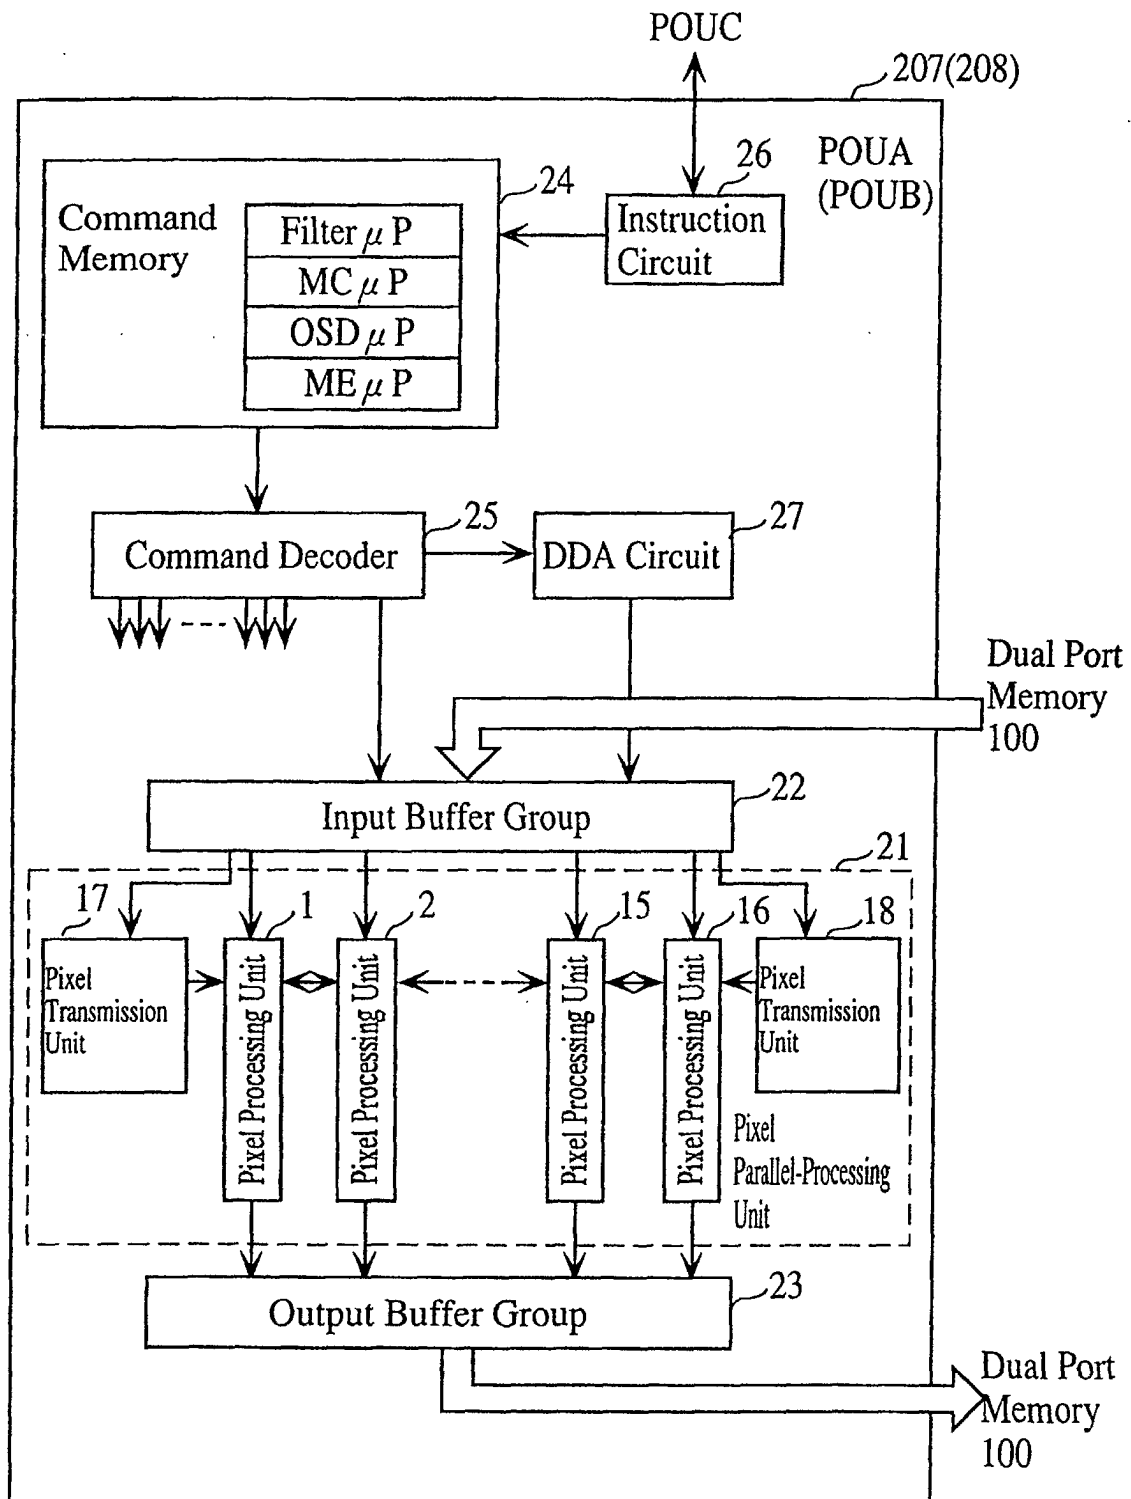 POUC
207(208)
POUA
(POUB)
24
26
Command
Memory
Filter μ P
MC μ P
OSD μ P
ME μ P
Instruction
Circuit
25
27
Command Decoder
DDA Circuit
Dual Port
Memory
100
22
Input Buffer Group
21
17
1
2
15
16
18
Pixel
Transmission
Unit
Pixel Processing Unit
Pixel Processing Unit
Pixel Processing Unit
Pixel Processing Unit
Pixel
Transmission
Unit
Pixel
Parallel-Processing
Unit
23
Output Buffer Group
Dual Port
Memory
100